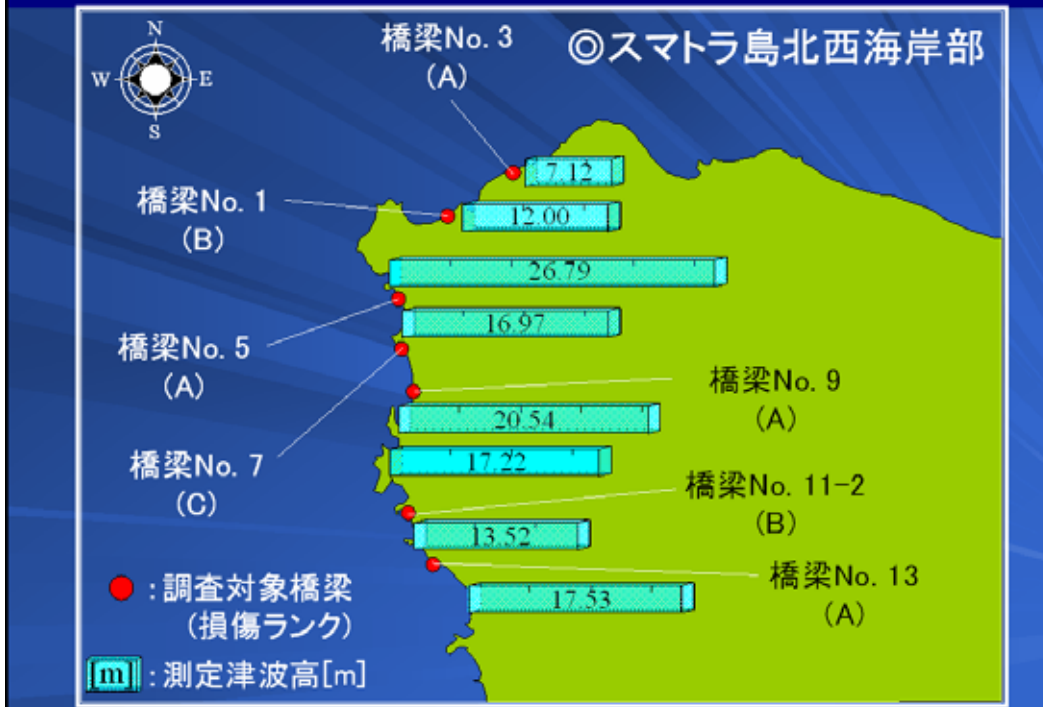 橋梁No. 3
(A)
◎スマトラ島北西海岸部
N
W
E
S
7.12
橋梁No. 1
(B)
12.00
26.79
16.97
橋梁No. 5
(A)
橋梁No. 9
(A)
20.54
橋梁No. 7
(C)
17.22
橋梁No. 11-2
(B)
13.52
橋梁No. 13
(A)
17.53
:調査対象橋梁
(損傷ランク)
[m]:測定津波高[m]